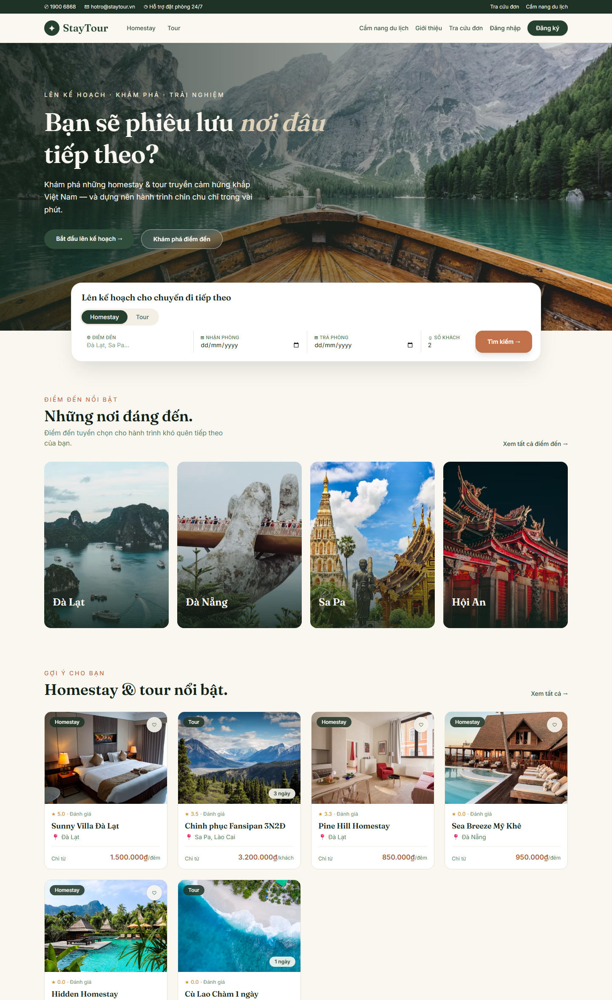 1900 6868 hotro@staytour.vn Hỗ trợ đặt phòng 24/7 Tra cứu đơn Cẩm nang du lịch
StayTour Homestay Tour Cẩm nang du lịch Giới thiệu Tra cứu đơn Đăng nhập Đăng ký
LÊN KẾ HOẠCH · KHÁM PHÁ · TRẢI NGHIỆM
Bạn sẽ phiêu lưu nơi đâu
tiếp theo?
Khám phá những homestay & tour truyền cảm hứng khắp
Việt Nam — và dựng nên hành trình chỉn chu chỉ trong vài
phút.
Bắt đầu lên kế hoạch → Khám phá điểm đến
Lên kế hoạch cho chuyến đi tiếp theo
Homestay Tour
ĐIỂM ĐẾN NHẬN PHÒNG TRẢ PHÒNG SỐ KHÁCH
Đà Lạt, Sa Pa... dd/mm/yyyy dd/mm/yyyy 2 Tìm kiếm →
ĐIỂM ĐẾN NỔI BẬT
Những nơi đáng đến.
Điểm đến tuyển chọn cho hành trình khó quên tiếp theo
của bạn.
Xem tất cả điểm đến →
Đà Lạt Đà Nẵng Sa Pa Hội An
GỢI Ý CHO BẠN
Homestay & tour nổi bật.
Xem tất cả →
Homestay Tour Homestay Homestay
3 ngày
★ 5.0 · Đánh giá ★ 3.5 · Đánh giá ★ 3.3 · Đánh giá ★ 0.0 · Đánh giá
Sunny Villa Đà Lạt Chinh phục Fansipan 3N2Đ Pine Hill Homestay Sea Breeze Mỹ Khê
Đà Lạt Sa Pa, Lào Cai Đà Lạt Đà Nẵng
Chỉ từ 1.500.000₫/đêm Chỉ từ 3.200.000₫/khách Chỉ từ 850.000₫/đêm Chỉ từ 950.000₫/đêm
Homestay Tour
1 ngày
★ 0.0 · Đánh giá ★ 0.0 · Đánh giá
Hidden Homestay Cù Lao Chàm 1 ngày